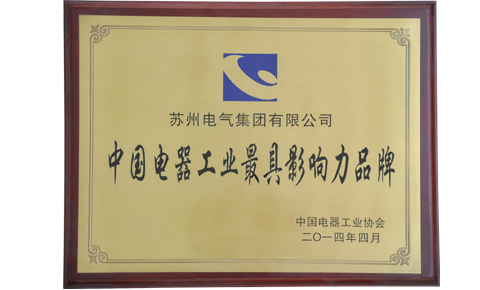 苏州电气集团有限公司
中国电器工业最具影响力品牌
中国电器工业协会
二〇一四年四月